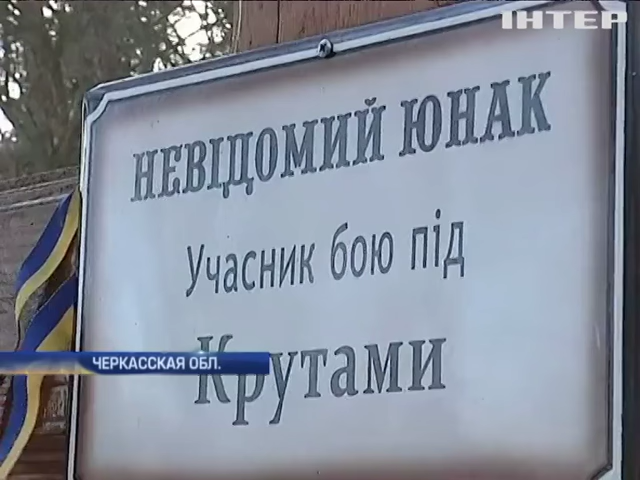 ІНТЕР
НЕВІДОМИЙ ЮНАК
Учасник бою під
Крутами
ЧЕРКАССКАЯ ОБЛ.